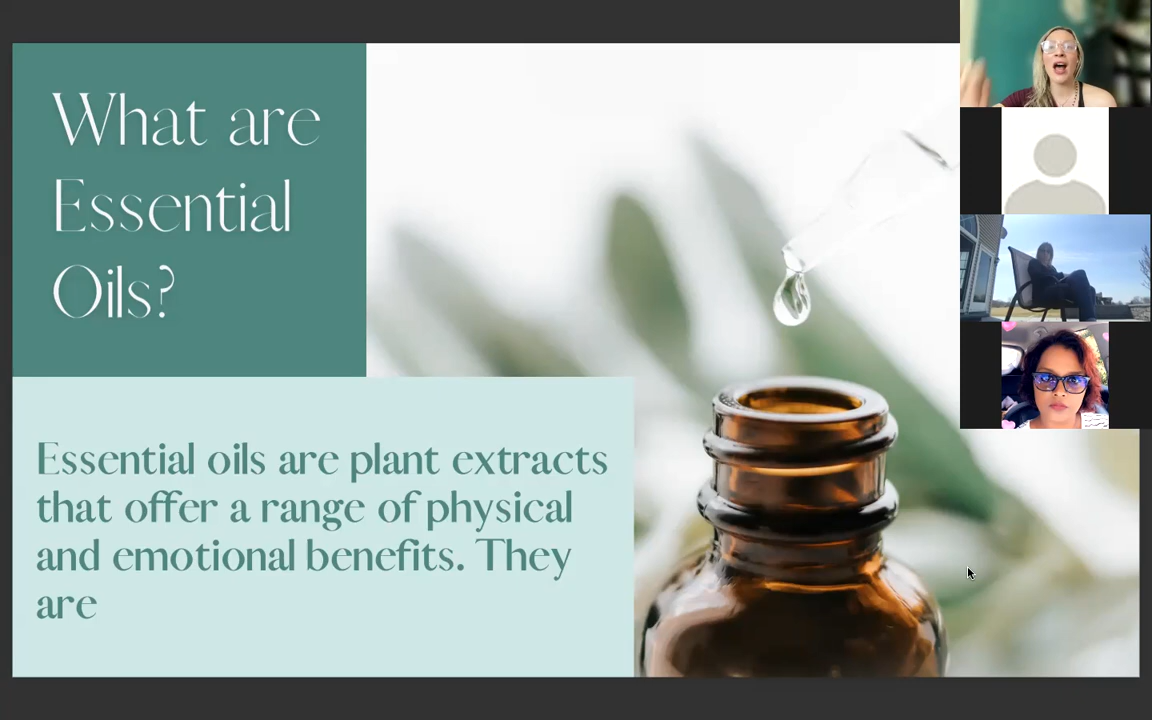 What are
Essential
Oils?
Essential oils are plant extracts
that offer a range of physical
and emotional benefits. They
are